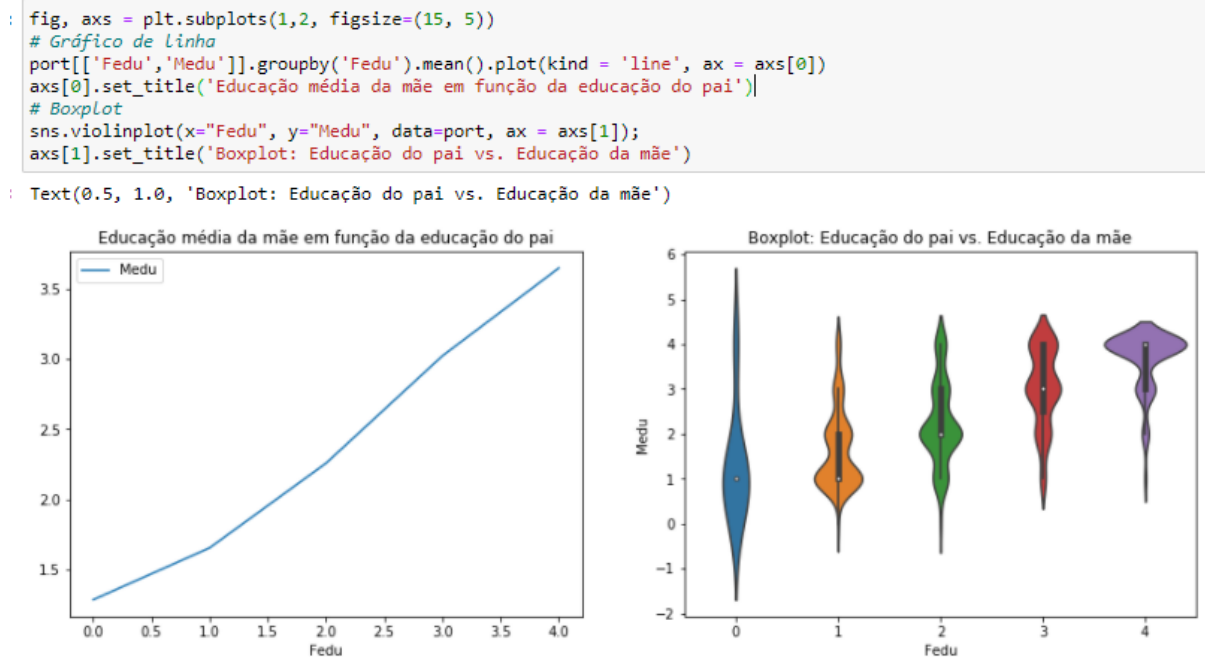 fig, axs = plt.subplots(1,2, figsize=(15, 5))
# Gráfico de linha
port[['Fedu','Medu']].groupby('Fedu').mean().plot(kind = 'line', ax = axs[0])
axs[0].set_title('Educação média da mãe em função da educação do pai')
# Boxplot
sns.violinplot(x="Fedu", y="Medu", data=port, ax = axs[1]);
axs[1].set_title('Boxplot: Educação do pai vs. Educação da mãe')
Text(0.5, 1.0, 'Boxplot: Educação do pai vs. Educação da mãe')
Educação média da mãe em função da educação do pai
Medu
3.5
3.0
2.5
2.0
1.5
0.0 0.5 1.0 1.5 2.0 2.5 3.0 3.5 4.0
Fedu
Boxplot: Educação do pai vs. Educação da mãe
6
5
4
3
2
1
0
−1
−2
Medu
0 1 2 3 4
Fedu